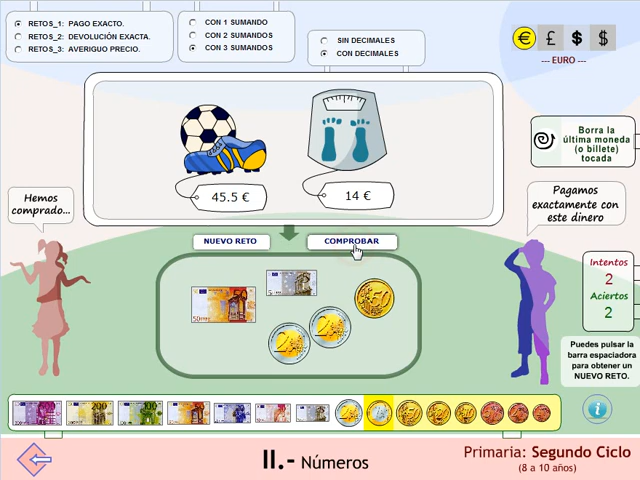 RETOS_1: PAGO EXACTO.
RETOS_2: DEVOLUCIÓN EXACTA.
RETOS_3: AVERIGUO PRECIO.
CON 1 SUMANDO
CON 2 SUMANDOS
CON 3 SUMANDOS
SIN DECIMALES
CON DECIMALES
€ £ $ $
--- EURO ---
Borra la
última moneda
(o billete)
tocada
45.5 €
14 €
Hemos
comprado...
Pagamos
exactamente con
este dinero
NUEVO RETO
COMPROBAR
Intentos
2
Aciertos
2
Puedes pulsar la
barra espaciadora
para obtener un
NUEVO RETO.
II.- Números
Primaria: Segundo Ciclo
(8 a 10 años)